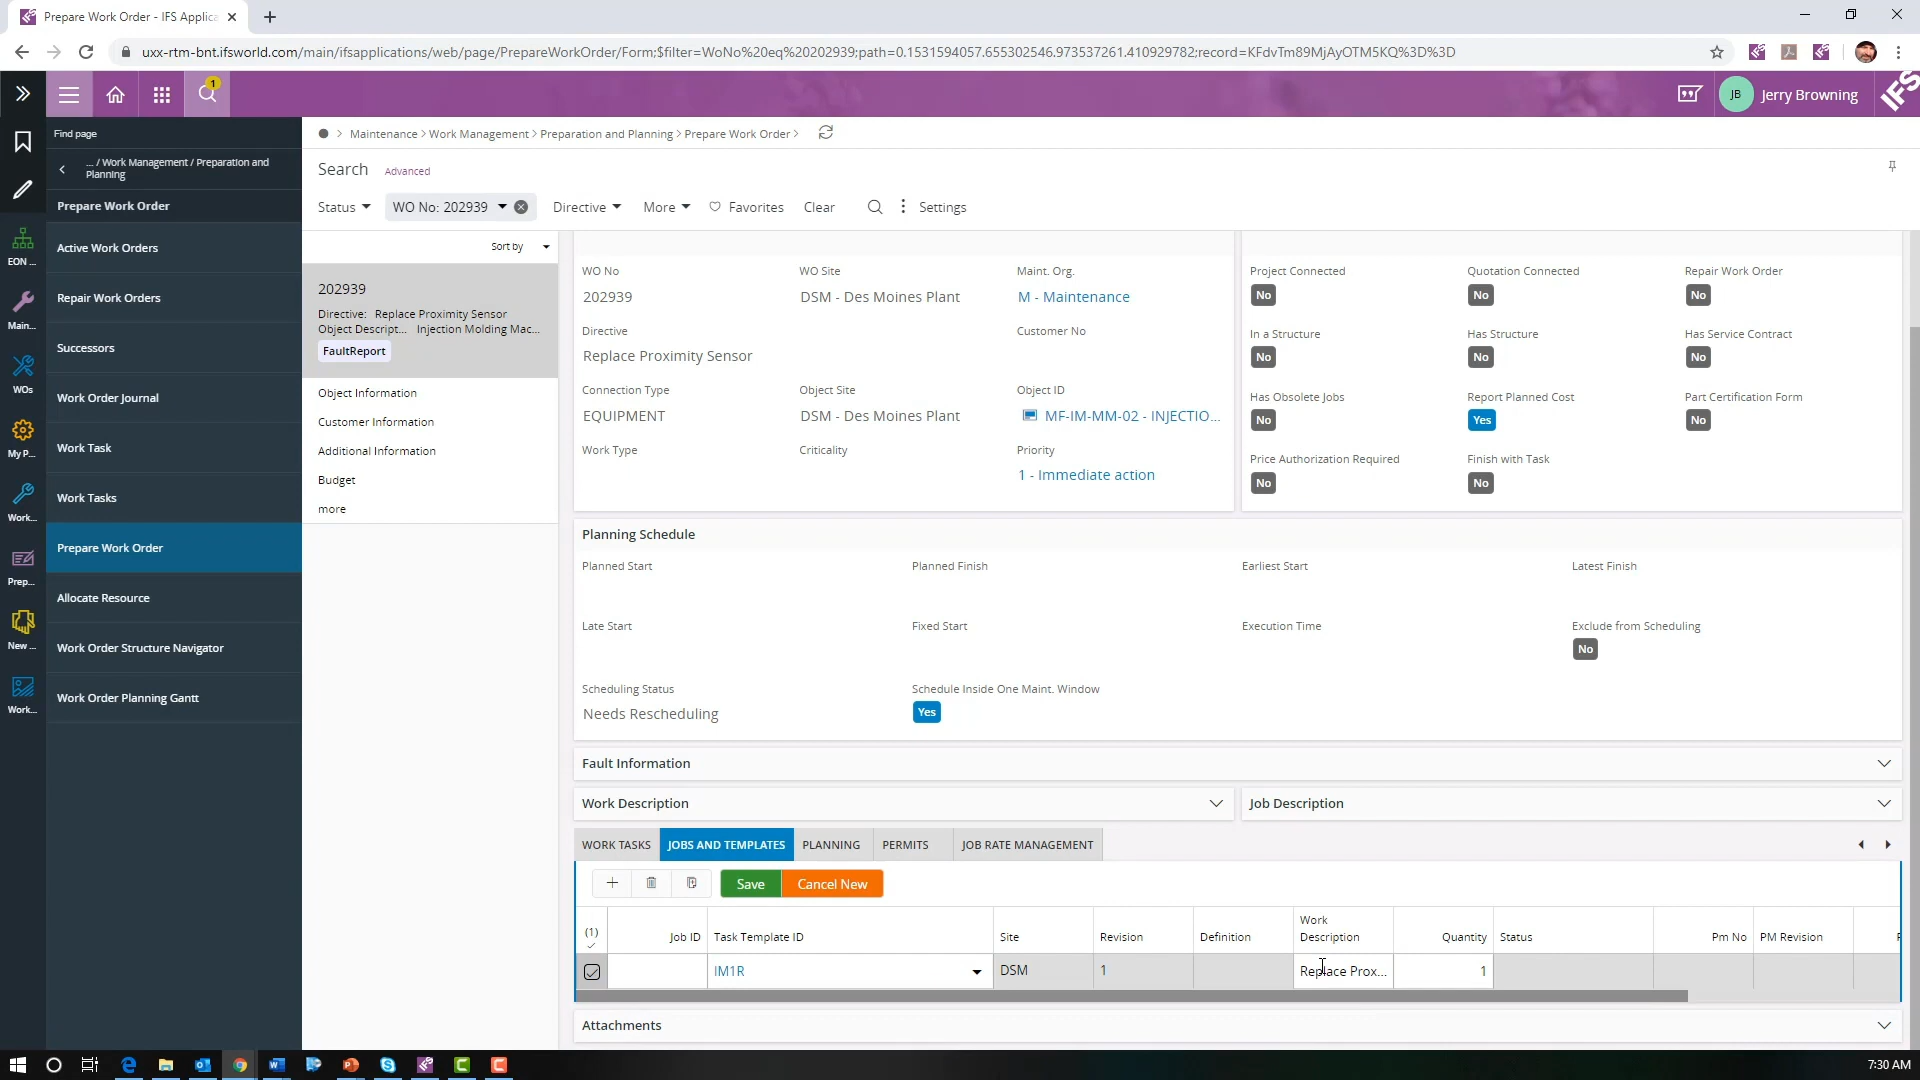 Prepare Work Order - IFS Applica
uxx-rtm-bnt.ifsworld.com/main/ifsapplications/web/page/PrepareWorkOrder/Form;$filter=WoNo%20eq%20202939;path=0.1531594057.655302546.973537261.410929782;record=KFdvTm89MjAyOTM5KQ%3D%3D
1
JB
Jerry Browning
IFS
Find page
... / Work Management / Preparation and
Planning
Prepare Work Order
Active Work Orders
Repair Work Orders
Successors
Work Order Journal
Work Task
Work Tasks
Prepare Work Order
Allocate Resource
Work Order Structure Navigator
Work Order Planning Gantt
EON ...
Main...
WOs
My P...
Work...
Prep...
New ...
Work...
Maintenance > Work Management > Preparation and Planning > Prepare Work Order >
Search Advanced
Status WO No: 202939 Directive More Favorites Clear Settings
Sort by
202939
Directive: Replace Proximity Sensor
Object Descript... Injection Molding Mac...
FaultReport
Object Information
Customer Information
Additional Information
Budget
more
WO No WO Site Maint. Org.
202939 DSM - Des Moines Plant M - Maintenance
Directive Customer No
Replace Proximity Sensor
Connection Type Object Site Object ID
EQUIPMENT DSM - Des Moines Plant MF-IM-MM-02 - INJECTIO...
Work Type Criticality Priority
1 - Immediate action
Project Connected Quotation Connected Repair Work Order
No No No
In a Structure Has Structure Has Service Contract
No No No
Has Obsolete Jobs Report Planned Cost Part Certification Form
No Yes No
Price Authorization Required Finish with Task
No No
Planning Schedule
Planned Start Planned Finish Earliest Start Latest Finish
Late Start Fixed Start Execution Time Exclude from Scheduling
No
Scheduling Status Schedule Inside One Maint. Window
Needs Rescheduling Yes
Fault Information
Work Description Job Description
WORK TASKS JOBS AND TEMPLATES PLANNING PERMITS JOB RATE MANAGEMENT
Save Cancel New
(1) Job ID Task Template ID Site Revision Definition Work Description Quantity Status Pm No PM Revision
IM1R DSM 1 Replace Prox... 1
Attachments
7:30 AM